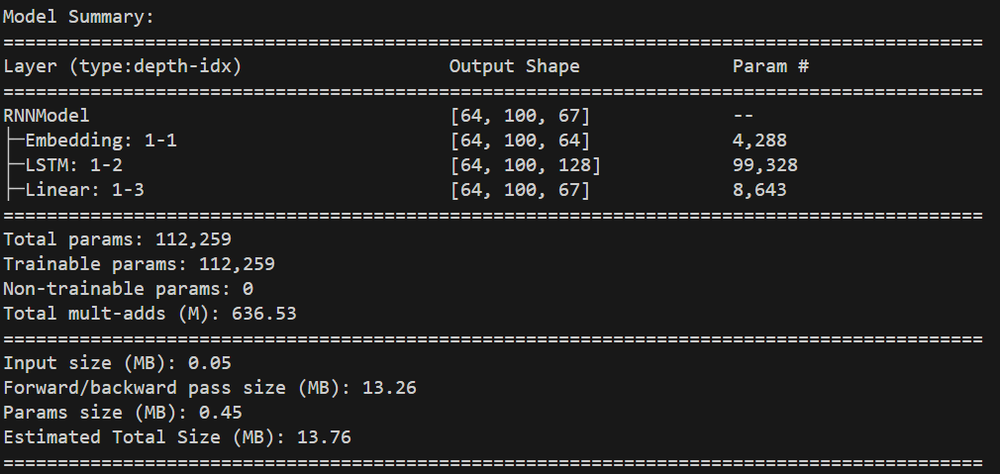 Model Summary:
==========================================================================================
Layer (type:depth-idx)                   Output Shape              Param #
==========================================================================================
RNNModel                                 [64, 100, 67]             --
├─Embedding: 1-1                         [64, 100, 64]             4,288
├─LSTM: 1-2                              [64, 100, 128]            99,328
├─Linear: 1-3                            [64, 100, 67]             8,643
==========================================================================================
Total params: 112,259
Trainable params: 112,259
Non-trainable params: 0
Total mult-adds (M): 636.53
==========================================================================================
Input size (MB): 0.05
Forward/backward pass size (MB): 13.26
Params size (MB): 0.45
Estimated Total Size (MB): 13.76
==========================================================================================